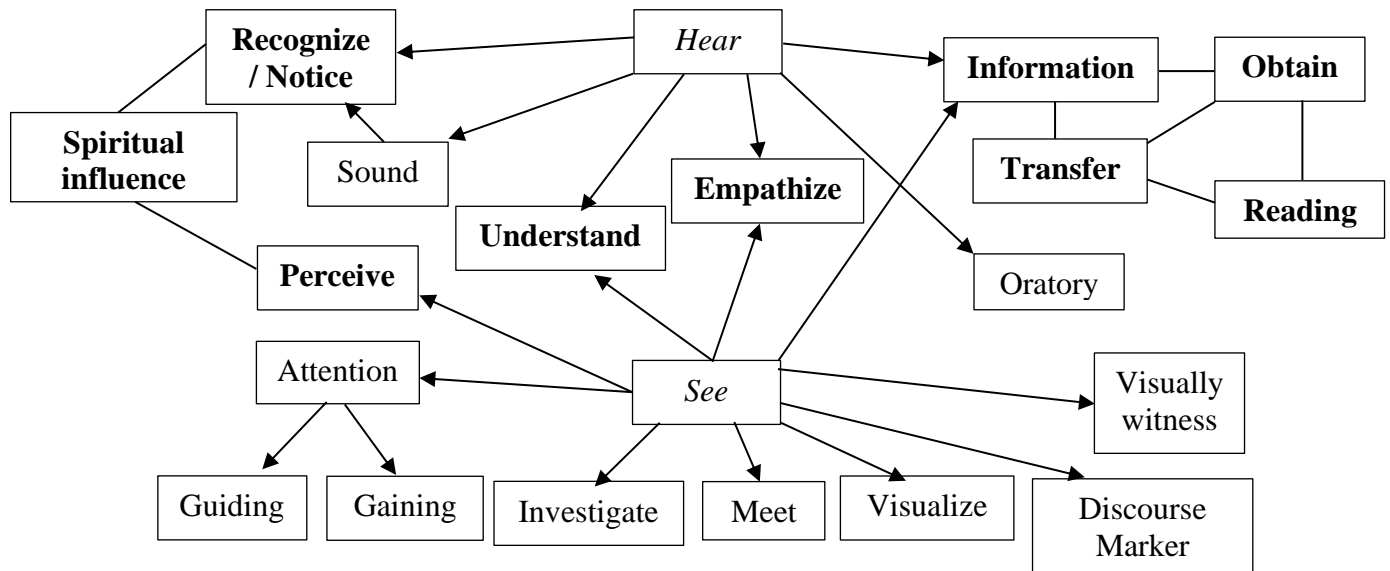 Recognize
/ Notice
Hear
Information
Obtain
Spiritual
influence
Sound
Empathize
Transfer
Reading
Understand
Perceive
Oratory
Attention
See
Visually
witness
Guiding
Gaining
Investigate
Meet
Visualize
Discourse
Marker